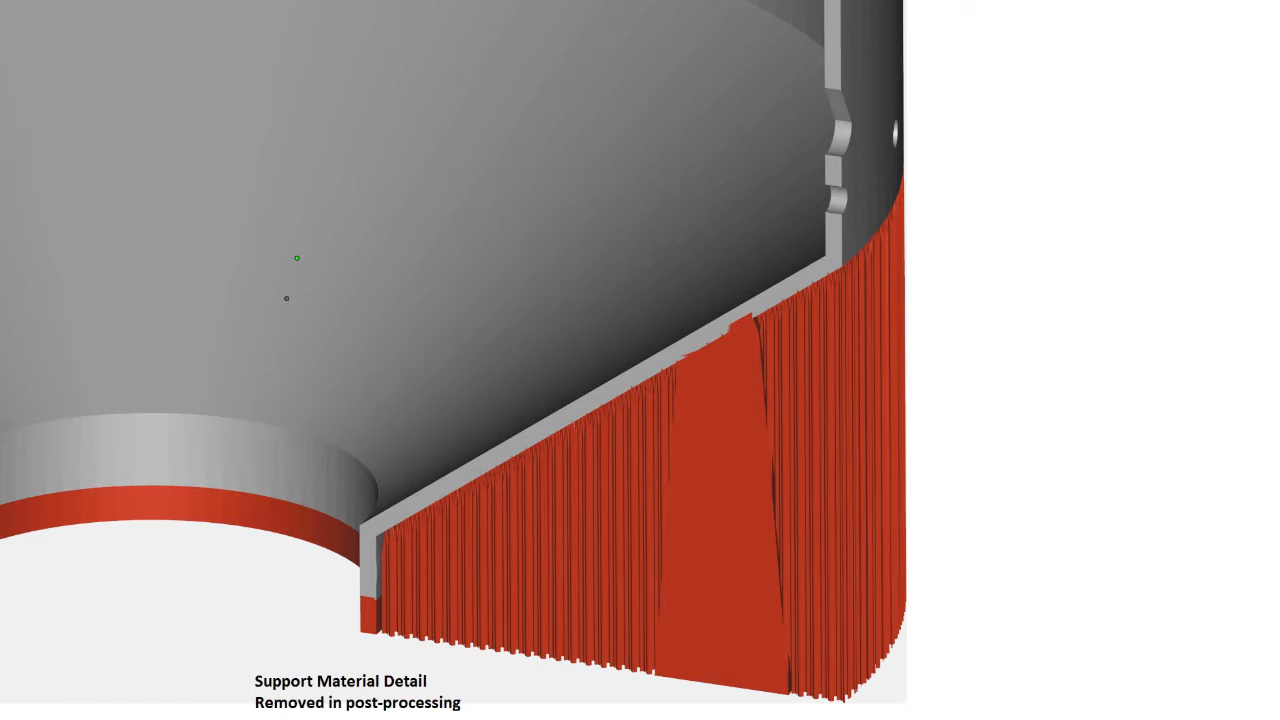 Support Material Detail
Removed in post-processing